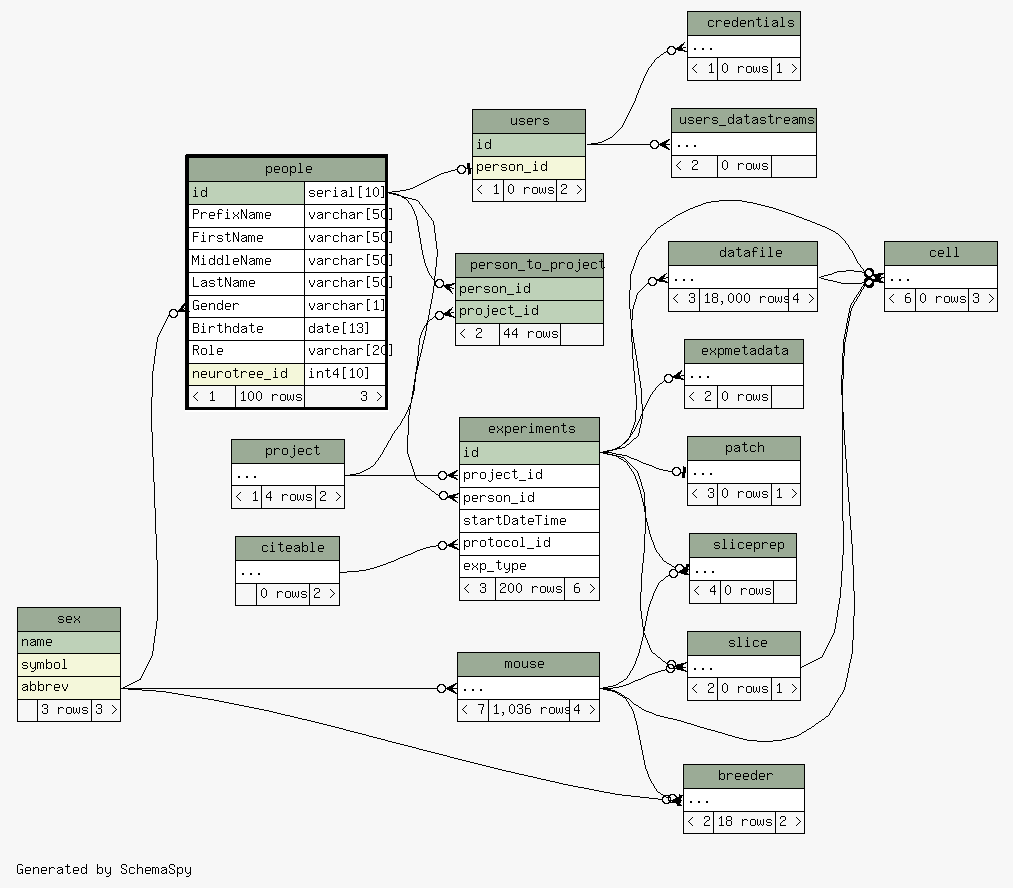 credentials
...
< 1 0 rows 1 >
users
id
person_id
< 1 0 rows 2 >
users_datastreams
...
< 2 0 rows
people
id serial[10]
PrefixName varchar[50]
FirstName varchar[50]
MiddleName varchar[50]
LastName varchar[50]
Gender varchar[1]
Birthdate date[13]
Role varchar[20]
neurotree_id int4[10]
< 1 100 rows 3 >
person_to_project
person_id
project_id
< 2 44 rows
datafile
...
< 3 18,000 rows 4 >
cell
...
< 6 0 rows 3 >
expmetadata
...
< 2 0 rows
project
...
< 1 4 rows 2 >
experiments
id
project_id
person_id
startDateTime
protocol_id
exp_type
< 3 200 rows 6 >
patch
...
< 3 0 rows 1 >
citeable
...
0 rows 2 >
sliceprep
...
< 4 0 rows
sex
name
symbol
abbrev
3 rows 3 >
mouse
...
< 7 1,036 rows 4 >
slice
...
< 2 0 rows 1 >
breeder
...
< 2 18 rows 2 >
Generated by SchemaSpy